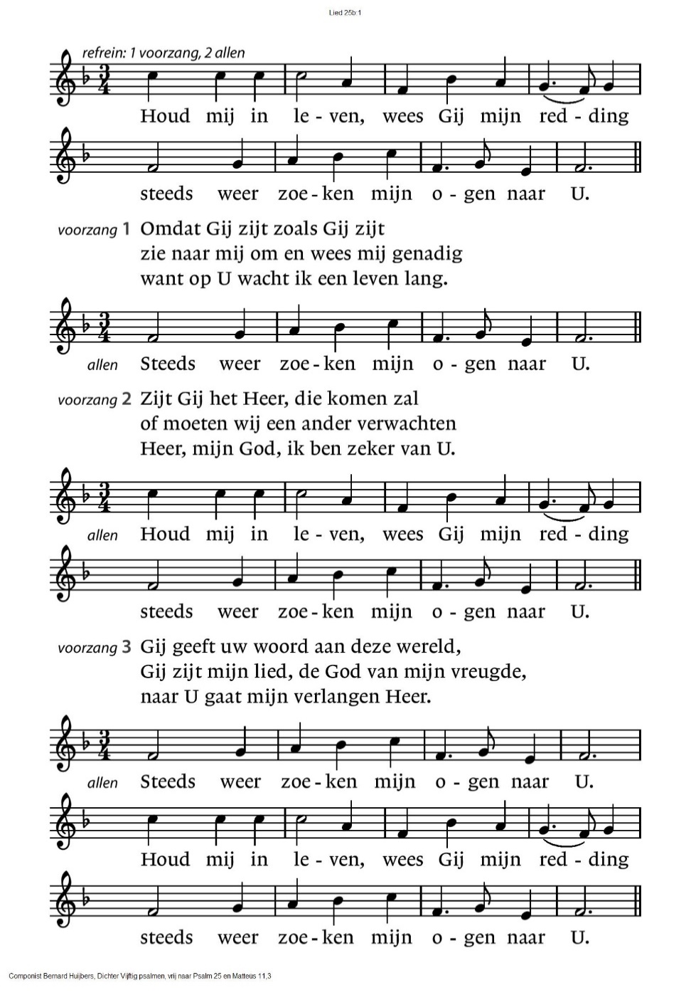 Lied 25b:1
refrein: 1 voorzang, 2 allen
Houd mij in le - ven, wees Gij mijn red - ding
steeds weer zoe - ken mijn o - gen naar U.
voorzang 1 Omdat Gij zijt zoals Gij zijt
zie naar mij om en wees mij genadig
want op U wacht ik een leven lang.
allen Steeds weer zoe - ken mijn o - gen naar U.
voorzang 2 Zijt Gij het Heer, die komen zal
of moeten wij een ander verwachten
Heer, mijn God, ik ben zeker van U.
allen Houd mij in le - ven, wees Gij mijn red - ding
steeds weer zoe - ken mijn o - gen naar U.
voorzang 3 Gij geeft uw woord aan deze wereld,
Gij zijt mijn lied, de God van mijn vreugde,
naar U gaat mijn verlangen Heer.
allen Steeds weer zoe - ken mijn o - gen naar U.
Houd mij in le - ven, wees Gij mijn red - ding
steeds weer zoe - ken mijn o - gen naar U.
Componist Bernard Huijbers, Dichter Vijftig psalmen, vrij naar Psalm 25 en Matteüs 11,3